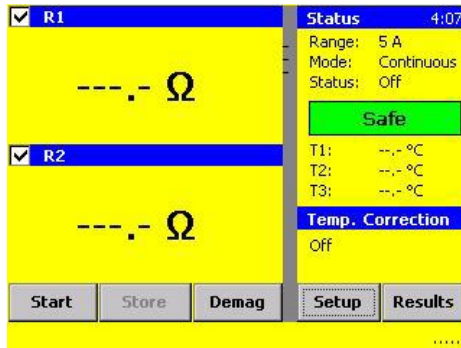 R1
---.- Ω
R2
---.- Ω
Status 4:07
Range: 5 A
Mode: Continuous
Status: Off
Safe
T1: --.- °C
T2: --.- °C
T3: --.- °C
Temp. Correction
Off
Start Store Demag Setup Results